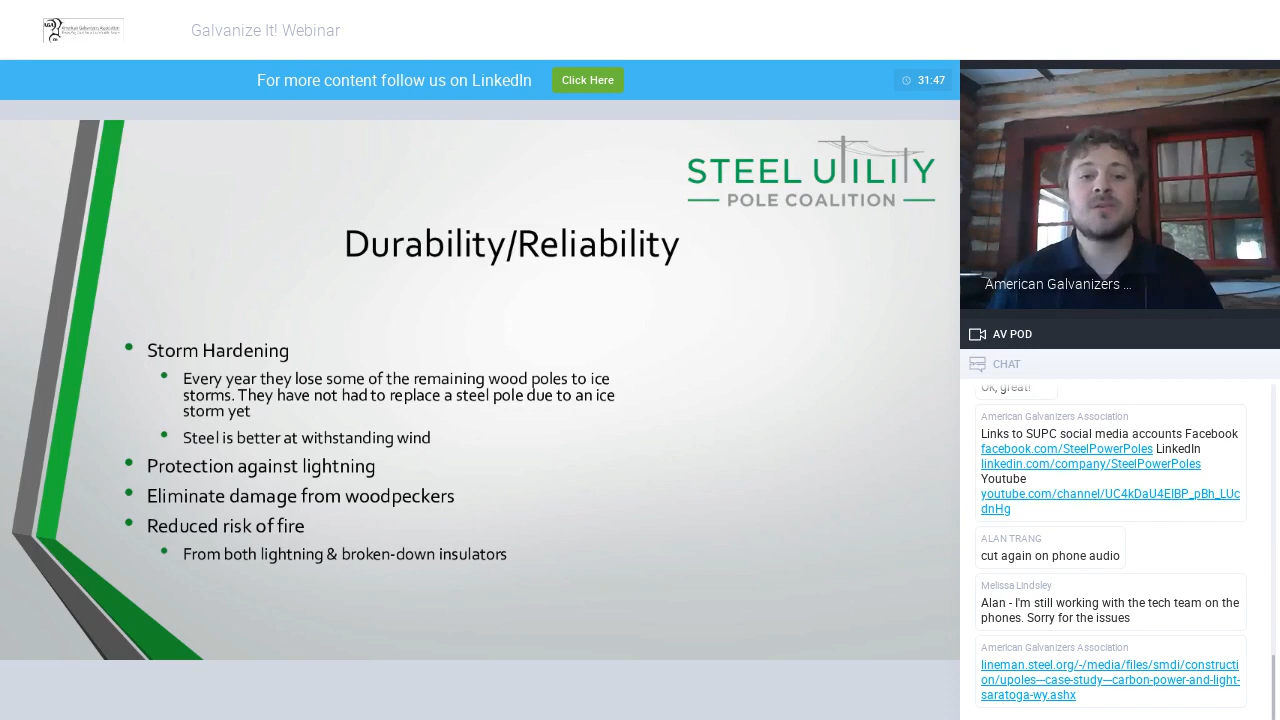 American Galvanizers Association
Galvanize It! Webinar
For more content follow us on LinkedIn
Click Here
31:47
STEEL UTILITY
POLE COALITION
Durability/Reliability
Storm Hardening
Every year they lose some of the remaining wood poles to ice
storms. They have not had to replace a steel pole due to an ice
storm yet
Steel is better at withstanding wind
Protection against lightning
Eliminate damage from woodpeckers
Reduced risk of fire
From both lightning & broken-down insulators
American Galvanizers ...
AV POD
CHAT
Ok, great!
American Galvanizers Association
Links to SUPC social media accounts Facebook
facebook.com/SteelPowerPoles LinkedIn
linkedin.com/company/SteelPowerPoles
Youtube
youtube.com/channel/UC4kDaU4EIBP_pBh_LUc
dnHg
ALAN TRANG
cut again on phone audio
Melissa Lindsley
Alan - I'm still working with the tech team on the
phones. Sorry for the issues
American Galvanizers Association
lineman.steel.org/-/media/files/smdi/constructi
on/upoles---case-study---carbon-power-and-light-
saratoga-wy.ashx